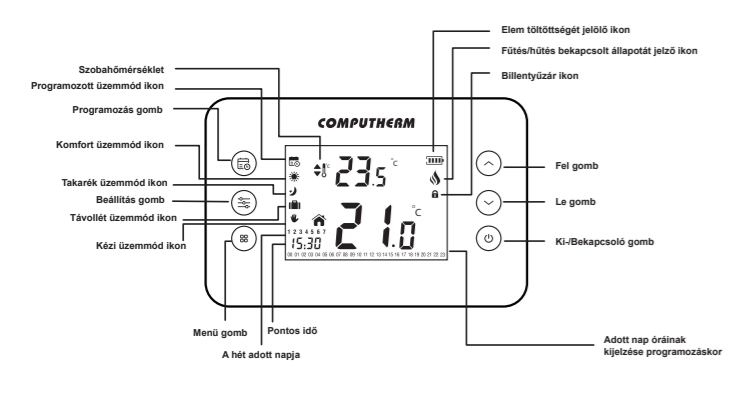 Elem töltöttségét jelölő ikon
Fűtés/hűtés bekapcsolt állapotát jelző ikon
Billentyűzár ikon
Szobahőmérséklet
Programozott üzemmód ikon
Programozás gomb
Komfort üzemmód ikon
Takarék üzemmód ikon
Beállítás gomb
Távollét üzemmód ikon
Kézi üzemmód ikon
COMPUTHERM
°C
23.5 °C
21.0 °C
1 2 3 4 5 6 7
15:30
00 01 02 03 04 05 06 07 08 09 10 11 12 13 14 15 16 17 18 19 20 21 22 23
Fel gomb
Le gomb
Ki-/Bekapcsoló gomb
Menü gomb
Pontos idő
A hét adott napja
Adott nap óráinak
kijelzése programozáskor